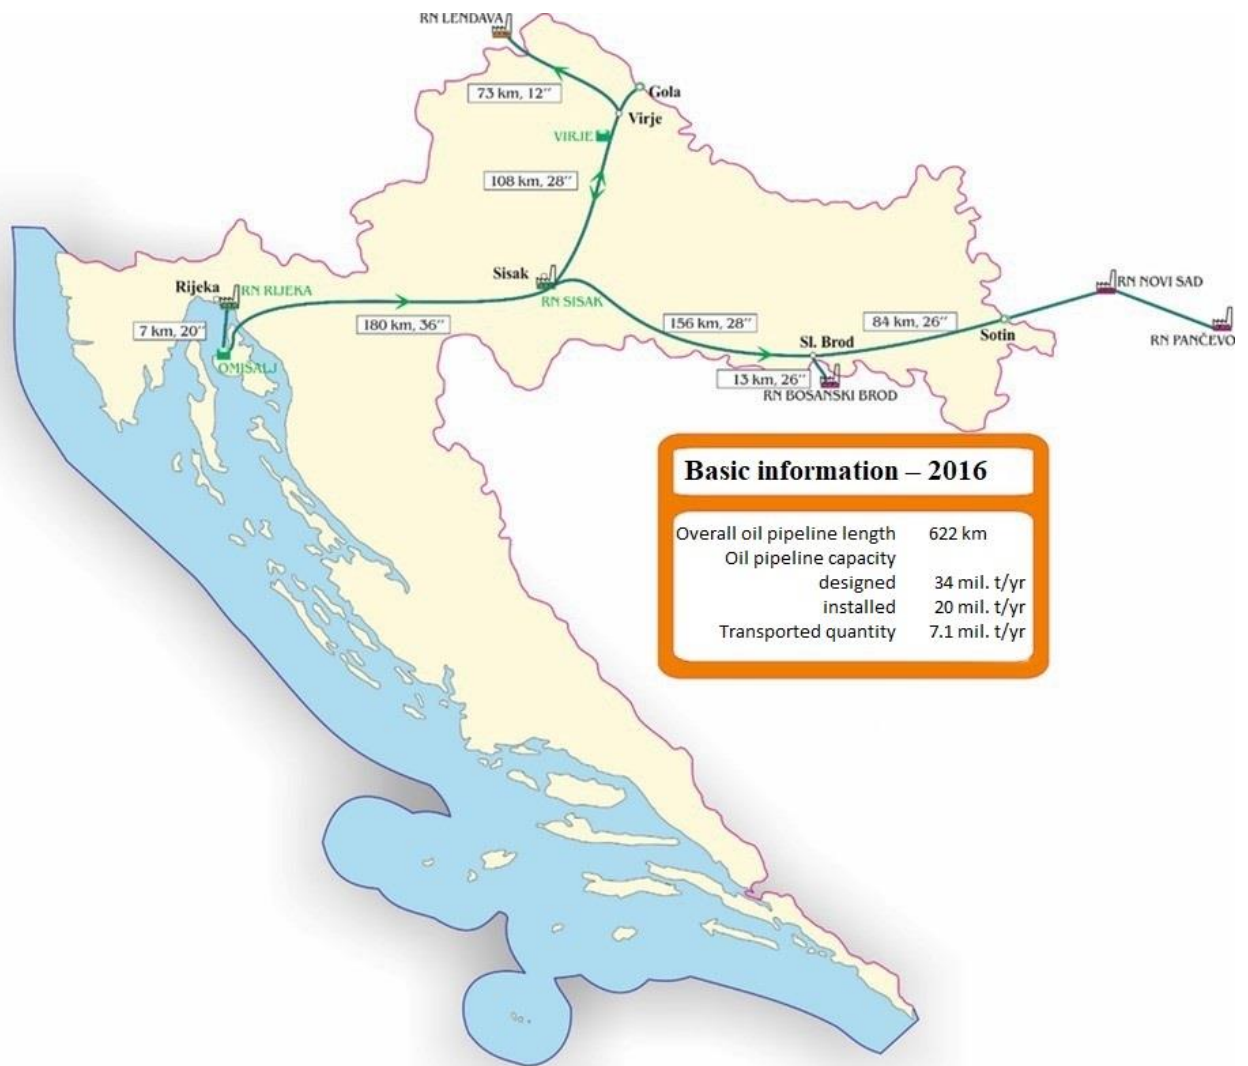 RN LENDAVA
73 km, 12″
Gola
Virje
VIRJE
108 km, 28″
Sisak
RN SISAK
Rijeka
RN RIJEKA
7 km, 20″
OMIŠALJ
180 km, 36″
156 km, 28″
Sl. Brod
13 km, 26″
RN BOSANSKI BROD
84 km, 26″
Sotin
RN NOVI SAD
RN PANČEVO
Basic information – 2016
Overall oil pipeline length 622 km
Oil pipeline capacity
designed 34 mil. t/yr
installed 20 mil. t/yr
Transported quantity 7.1 mil. t/yr